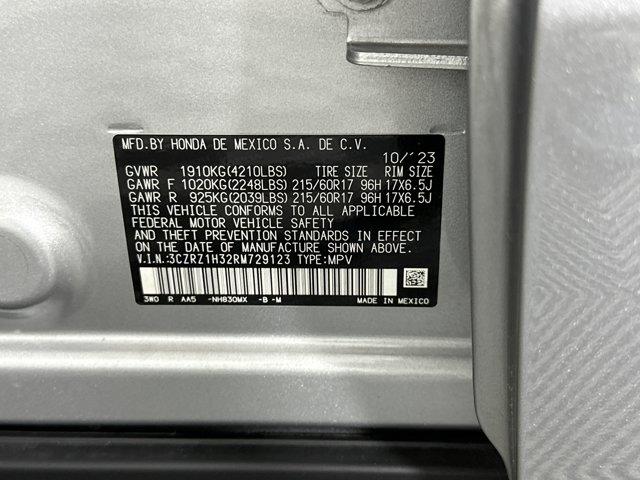 MFD.BY HONDA DE MEXICO S.A. DE C.V.
10/'23
GVWR 1910KG(4210LBS) TIRE SIZE RIM SIZE
GAWR F 1020KG(2248LBS) 215/60R17 96H 17X6.5J
GAWR R 925KG(2039LBS) 215/60R17 96H 17X6.5J
THIS VEHICLE CONFORMS TO ALL APPLICABLE
FEDERAL MOTOR VEHICLE SAFETY
AND THEFT PREVENTION STANDARDS IN EFFECT
ON THE DATE OF MANUFACTURE SHOWN ABOVE.
V.I.N.:3CZRZ1H32RM729123 TYPE:MPV
3W0 R AA5 -NH830MX -B -M MADE IN MEXICO